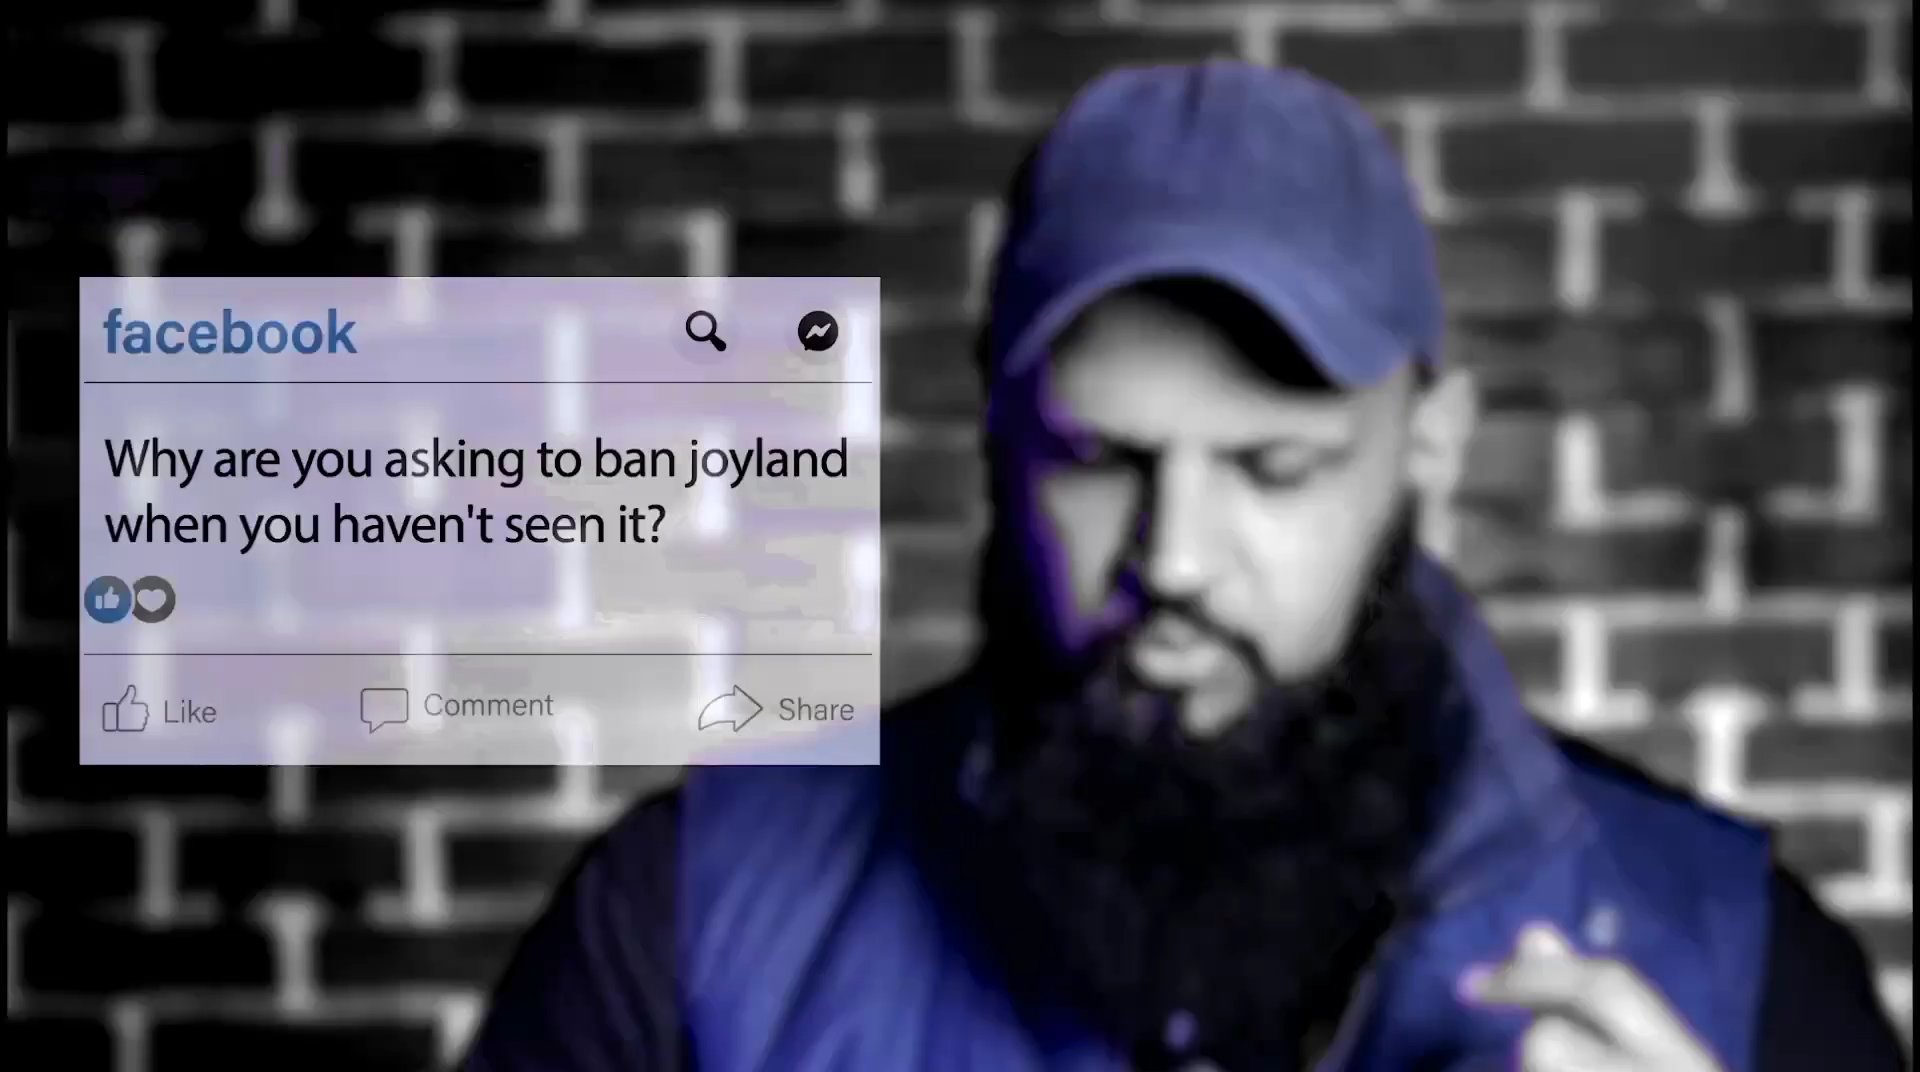 facebook
Why are you asking to ban joyland
when you haven't seen it?
Like
Comment
Share